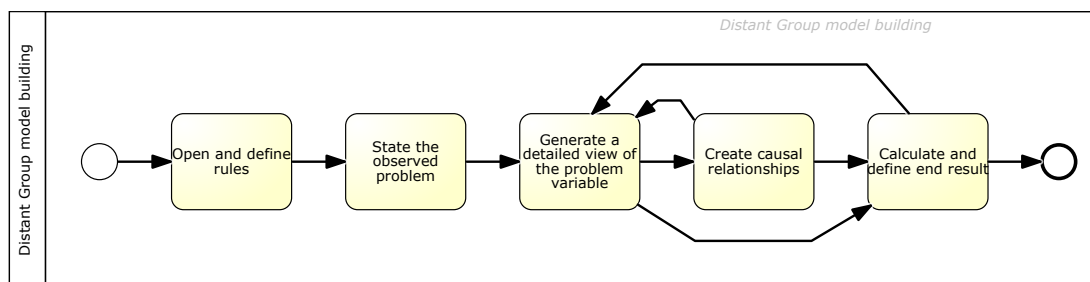 Distant Group model building
Distant Group model building
Open and define
rules
State the
observed
problem
Generate a
detailed view of
the problem
variable
Create causal
relationships
Calculate and
define end result